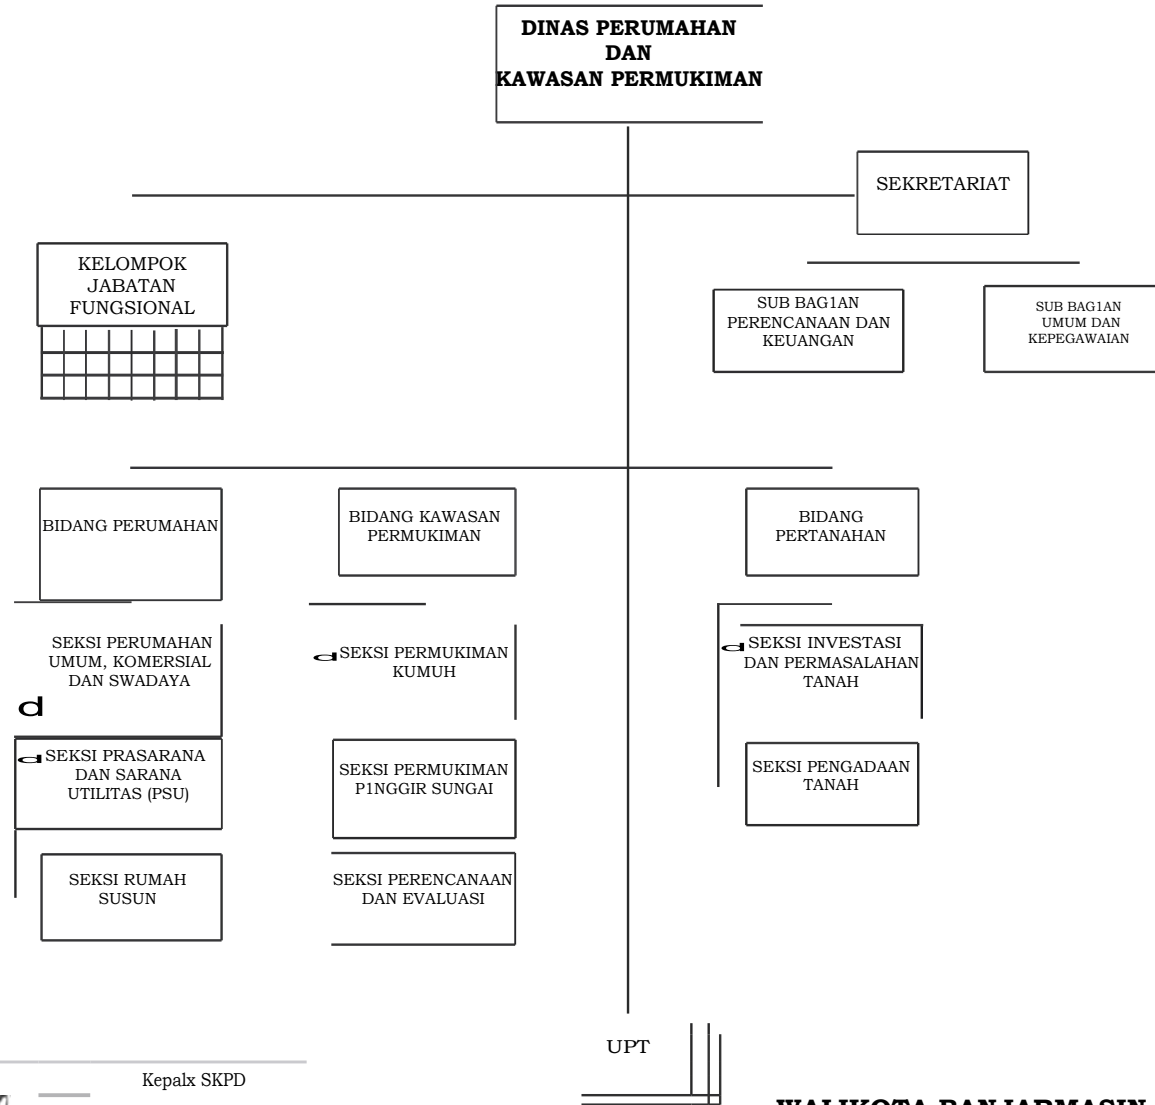 DINAS PERUMAHAN
DAN
KAWASAN PERMUKIMAN
SEKRETARIAT
KELOMPOK
JABATAN
FUNGSIONAL
SUB BAG1AN
PERENCANAAN DAN
KEUANGAN
SUB BAG1AN
UMUM DAN
KEPEGAWAIAN
BIDANG PERUMAHAN
BIDANG KAWASAN
PERMUKIMAN
BIDANG
PERTANAHAN
SEKSI PERUMAHAN
UMUM, KOMERSIAL
DAN SWADAYA
d
d SEKSI PERMUKIMAN
KUMUH
d SEKSI INVESTASI
DAN PERMASALAHAN
TANAH
d SEKSI PRASARANA
DAN SARANA
UTILITAS (PSU)
SEKSI PERMUKIMAN
P1NGGIR SUNGAI
SEKSI PENGADAAN
TANAH
SEKSI RUMAH
SUSUN
SEKSI PERENCANAAN
DAN EVALUASI
UPT
Kepalx SKPD
WALIKOTA BANJARMASIN